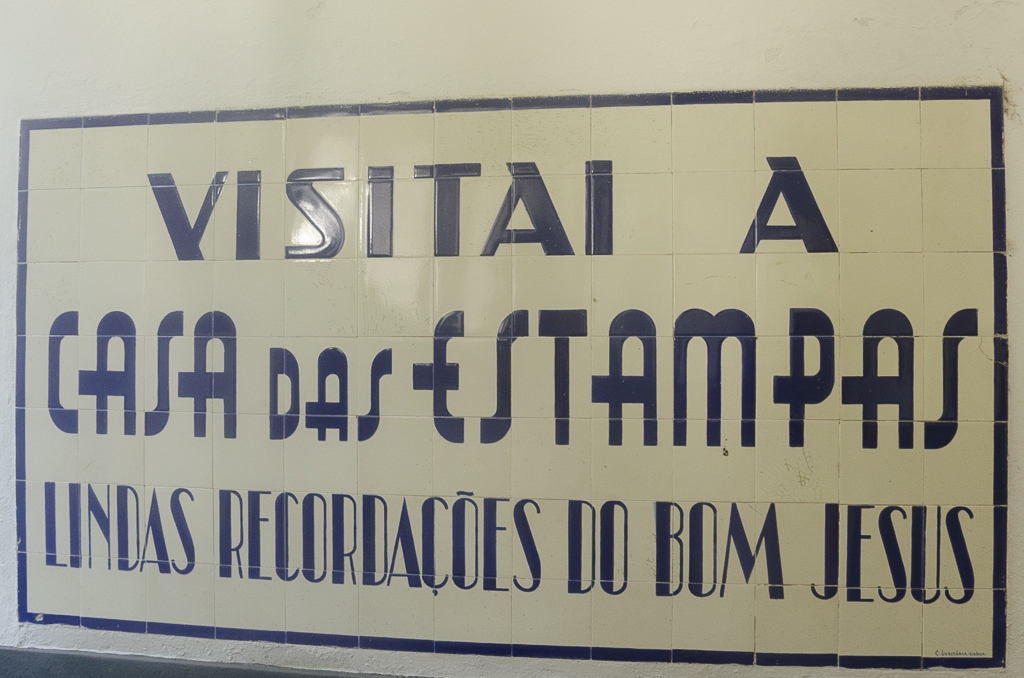 VISITAI A
CASA DAS ESTAMPAS
LINDAS RECORDAÇÕES DO BOM JESUS